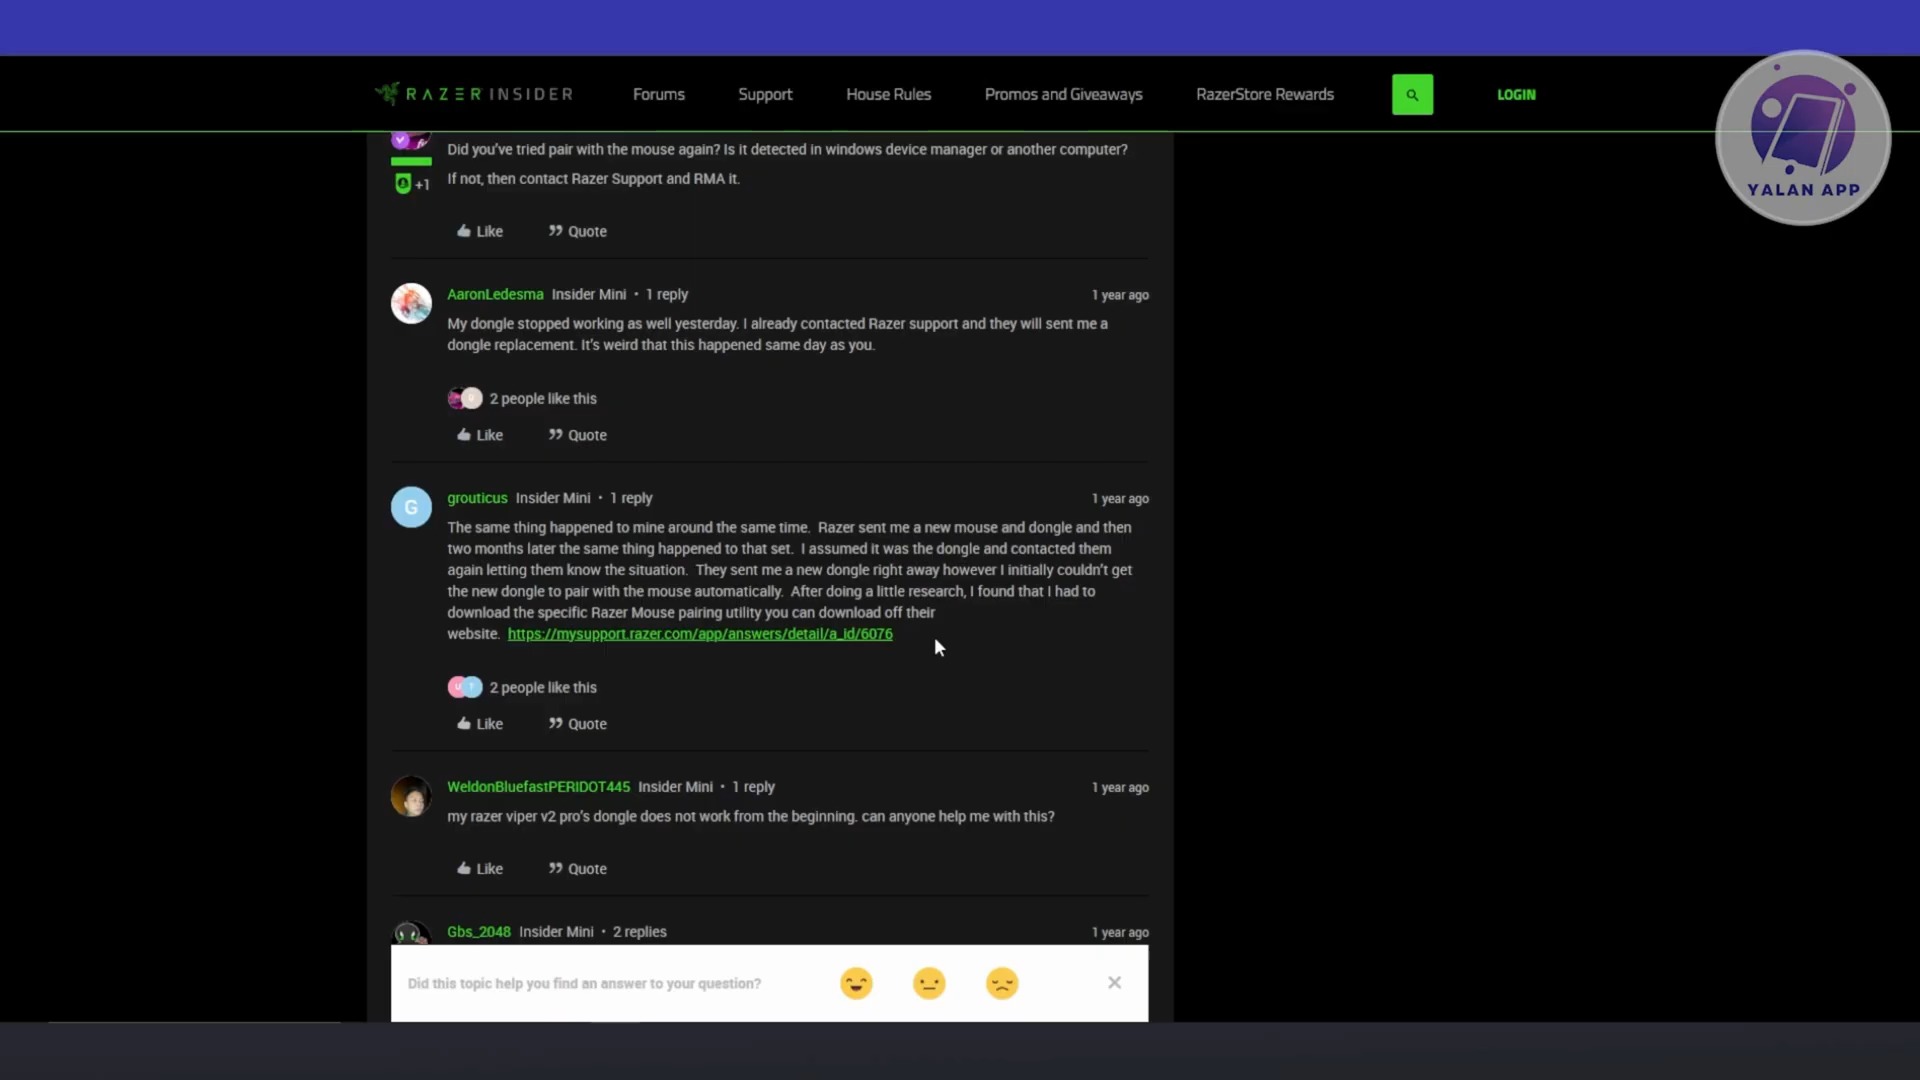 RAZER INSIDER
Forums
Support
House Rules
Promos and Giveaways
RazerStore Rewards
LOGIN
YALAN APP
Did you've tried pair with the mouse again? Is it detected in windows device manager or another computer?
+1
If not, then contact Razer Support and RMA it.
Like
Quote
AaronLedesma Insider Mini • 1 reply
1 year ago
My dongle stopped working as well yesterday. I already contacted Razer support and they will sent me a
dongle replacement. It's weird that this happened same day as you.
2 people like this
Like
Quote
G
grouticus Insider Mini • 1 reply
1 year ago
The same thing happened to mine around the same time. Razer sent me a new mouse and dongle and then
two months later the same thing happened to that set. I assumed it was the dongle and contacted them
again letting them know the situation. They sent me a new dongle right away however I initially couldn't get
the new dongle to pair with the mouse automatically. After doing a little research, I found that I had to
download the specific Razer Mouse pairing utility you can download off their
website. https://mysupport.razer.com/app/answers/detail/a_id/6076
2 people like this
Like
Quote
WeldonBluefastPERIDOT445 Insider Mini • 1 reply
1 year ago
my razer viper v2 pro's dongle does not work from the beginning. can anyone help me with this?
Like
Quote
Gbs_2048 Insider Mini • 2 replies
1 year ago
Did this topic help you find an answer to your question?